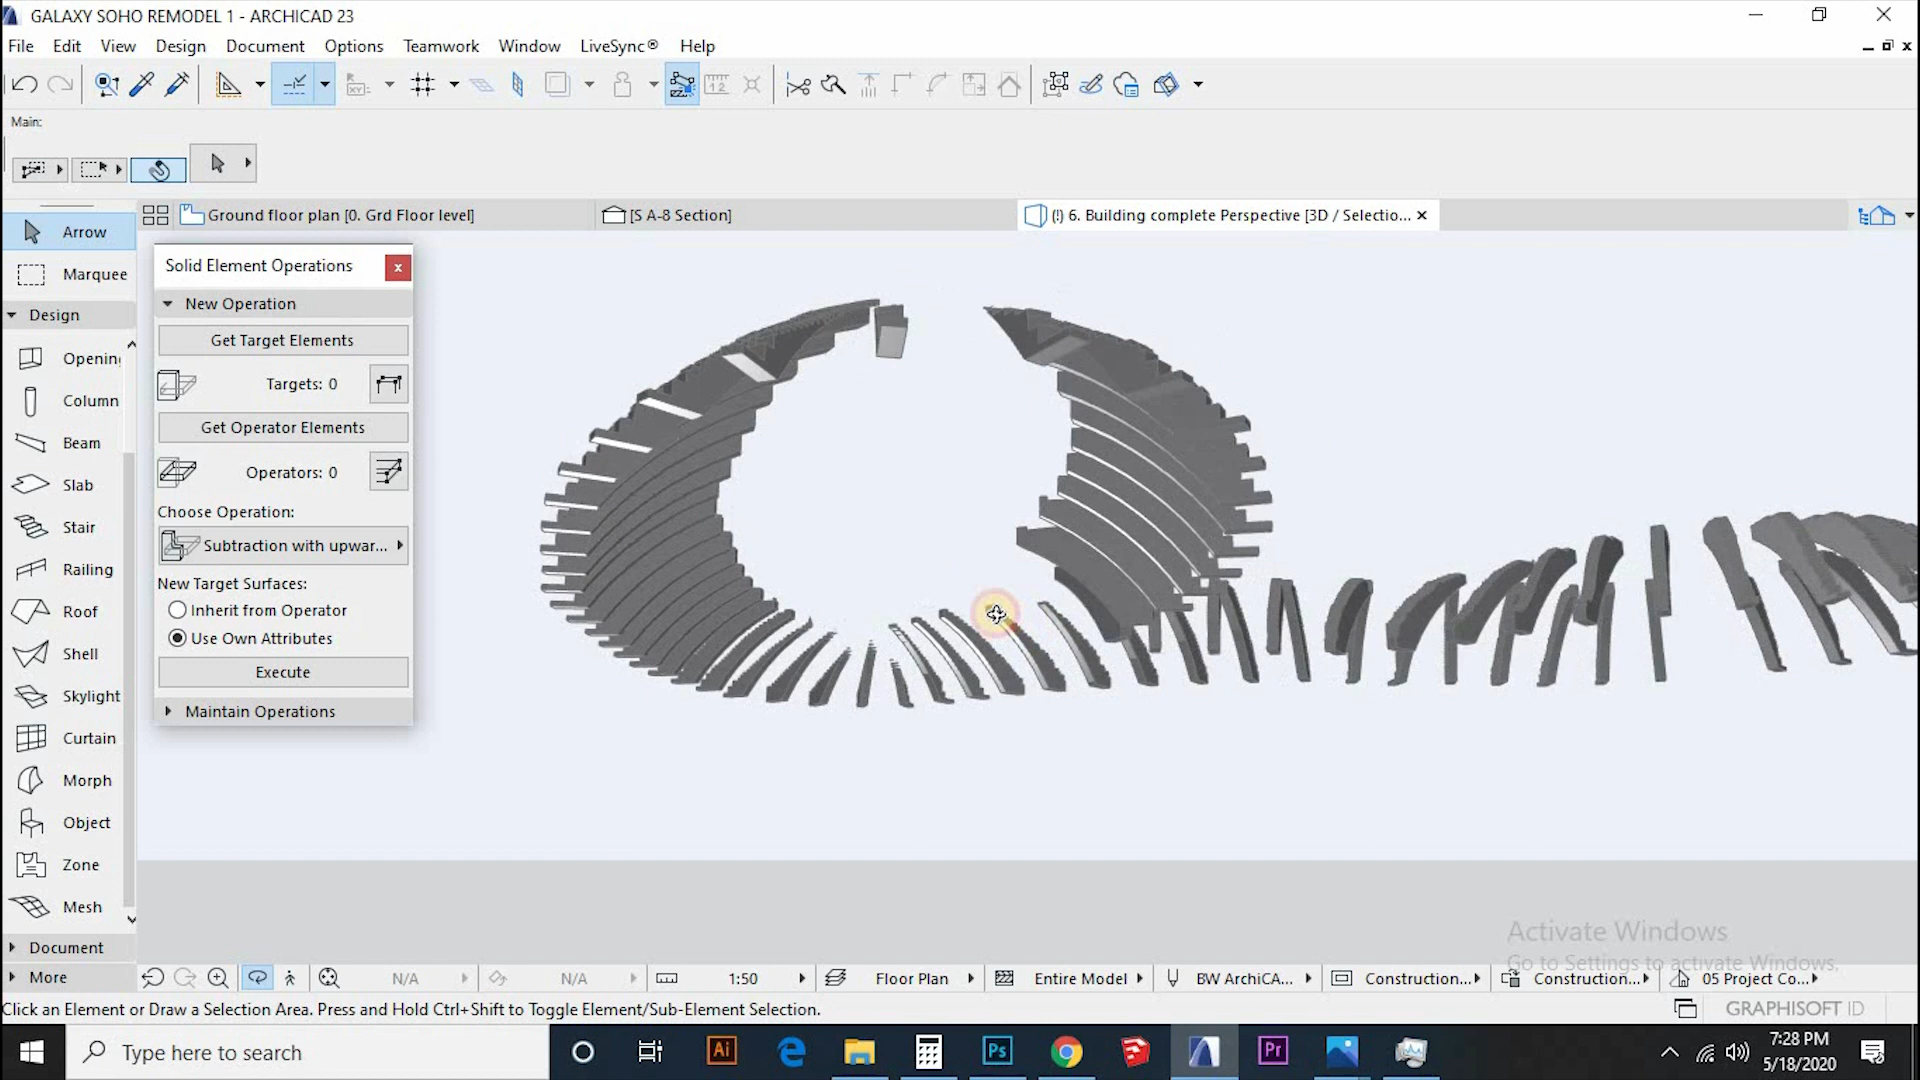 GALAXY SOHO REMODEL 1 - ARCHICAD 23
File Edit View Design Document Options Teamwork Window LiveSync® Help
Main:
Ground floor plan [0. Grd Floor level]
[S A-8 Section]
(!) 6. Building complete Perspective [3D / Selectio...
Arrow
Marquee
Design
Opening
Column
Beam
Slab
Stair
Railing
Roof
Shell
Skylight
Curtain
Morph
Object
Zone
Mesh
Document
More
Solid Element Operations
New Operation
Get Target Elements
Targets: 0
Get Operator Elements
Operators: 0
Choose Operation:
Subtraction with upwar...
New Target Surfaces:
Inherit from Operator
Use Own Attributes
Execute
Maintain Operations
Activate Windows
Go to Settings to activate Windows.
N/A N/A 1:50 Floor Plan Entire Model BW ArchiCA... Construction... Construction... 05 Project Co...
Click an Element or Draw a Selection Area. Press and Hold Ctrl+Shift to Toggle Element/Sub-Element Selection.
GRAPHISOFT ID
Type here to search
Ai
Ps
Pr
7:28 PM
5/18/2020